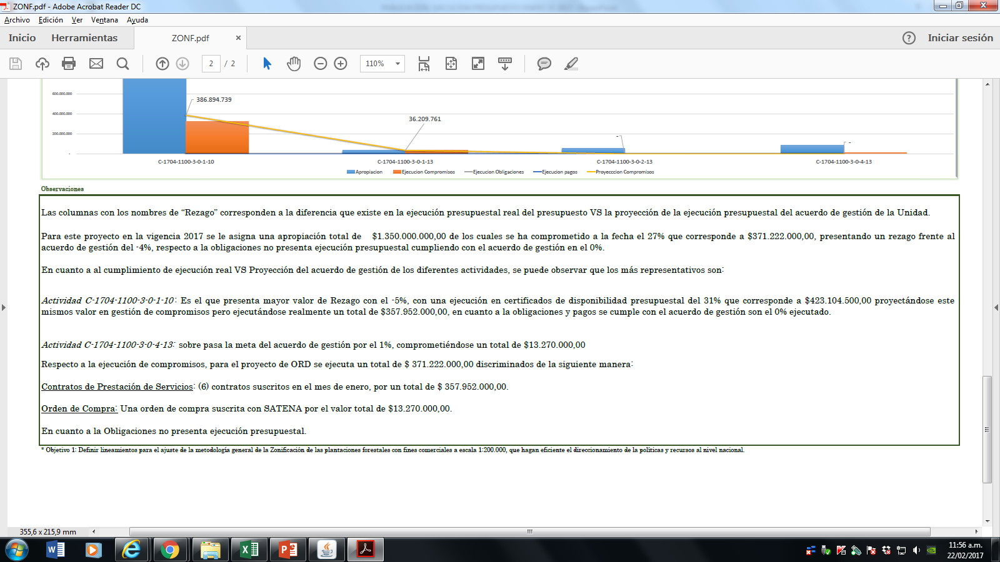 ZONF.pdf - Adobe Acrobat Reader DC
Archivo Edición Ver Ventana Ayuda
Inicio Herramientas ZONF.pdf × Iniciar sesión
2 / 2 110%
600.000.000
400.000.000
200.000.000
-
386.894.739
36.209.761
-
-
C-1704-1100-3-0-1-10 C-1704-1100-3-0-1-13 C-1704-1100-3-0-2-13 C-1704-1100-3-0-4-13
Apropiacion Ejecucion Compromisos Ejecucion Obligaciones Ejecucion pagos Proyecccion Compromisos
Observaciones
Las columnas con los nombres de “Rezago” corresponden a la diferencia que existe en la ejecución presupuestal real del presupuesto VS la proyección de la ejecución presupuestal del acuerdo de gestión de la Unidad.
Para este proyecto en la vigencia 2017 se le asigna una apropiación total de $1.350.000.000,00 de los cuales se ha comprometido a la fecha el 27% que corresponde a $371.222.000,00, presentando un rezago frente al
acuerdo de gestión del -4%, respecto a la obligaciones no presenta ejecución presupuestal cumpliendo con el acuerdo de gestión en el 0%.
En cuanto a al cumplimiento de ejecución real VS Proyección del acuerdo de gestión de los diferentes actividades, se puede observar que los más representativos son:
Actividad C-1704-1100-3-0-1-10: Es el que presenta mayor valor de Rezago con el -5%, con una ejecución en certificados de disponibilidad presupuestal del 31% que corresponde a $423.104.500,00 proyectándose este
mismos valor en gestión de compromisos pero ejecutándose realmente un total de $357.952.000,00, en cuanto a la obligaciones y pagos se cumple con el acuerdo de gestión son el 0% ejecutado.
Actividad C-1704-1100-3-0-4-13: sobre pasa la meta del acuerdo de gestión por el 1%, comprometiéndose un total de $13.270.000,00
Respecto a la ejecución de compromisos, para el proyecto de ORD se ejecuta un total de $ 371.222.000,00 discriminados de la siguiente manera:
Contratos de Prestación de Servicios: (6) contratos suscritos en el mes de enero, por un total de $ 357.952.000,00.
Orden de Compra: Una orden de compra suscrita con SATENA por el valor total de $13.270.000,00.
En cuanto a la Obligaciones no presenta ejecución presupuestal.
* Objetivo 1: Definir lineamientos para el ajuste de la metodología general de la Zonificación de las plantaciones forestales con fines comerciales a escala 1:200.000, que hagan eficiente el direccionamiento de la políticas y recursos al nivel nacional.
355,6 x 215,9 mm
11:56 a.m.
22/02/2017